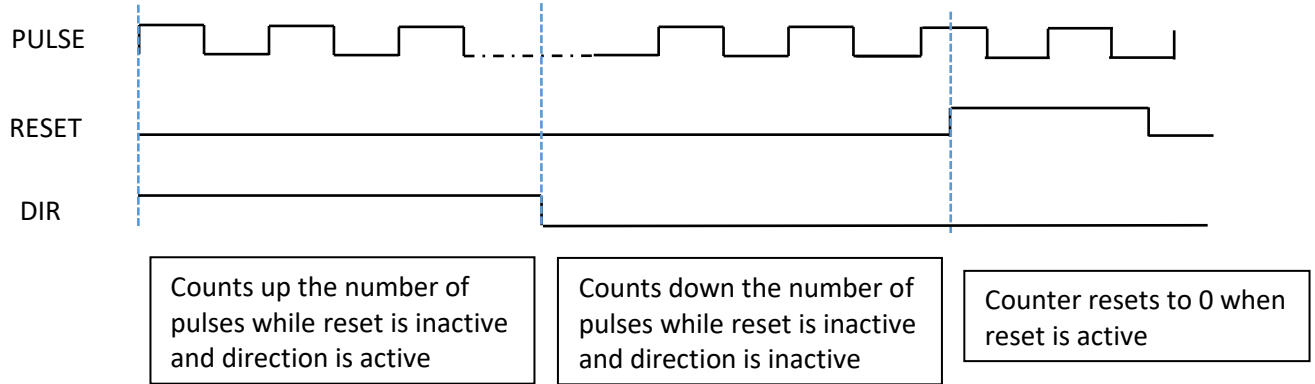 PULSE
RESET
DIR
Counts up the number of
pulses while reset is inactive
and direction is active
Counts down the number of
pulses while reset is inactive
and direction is inactive
Counter resets to 0 when
reset is active